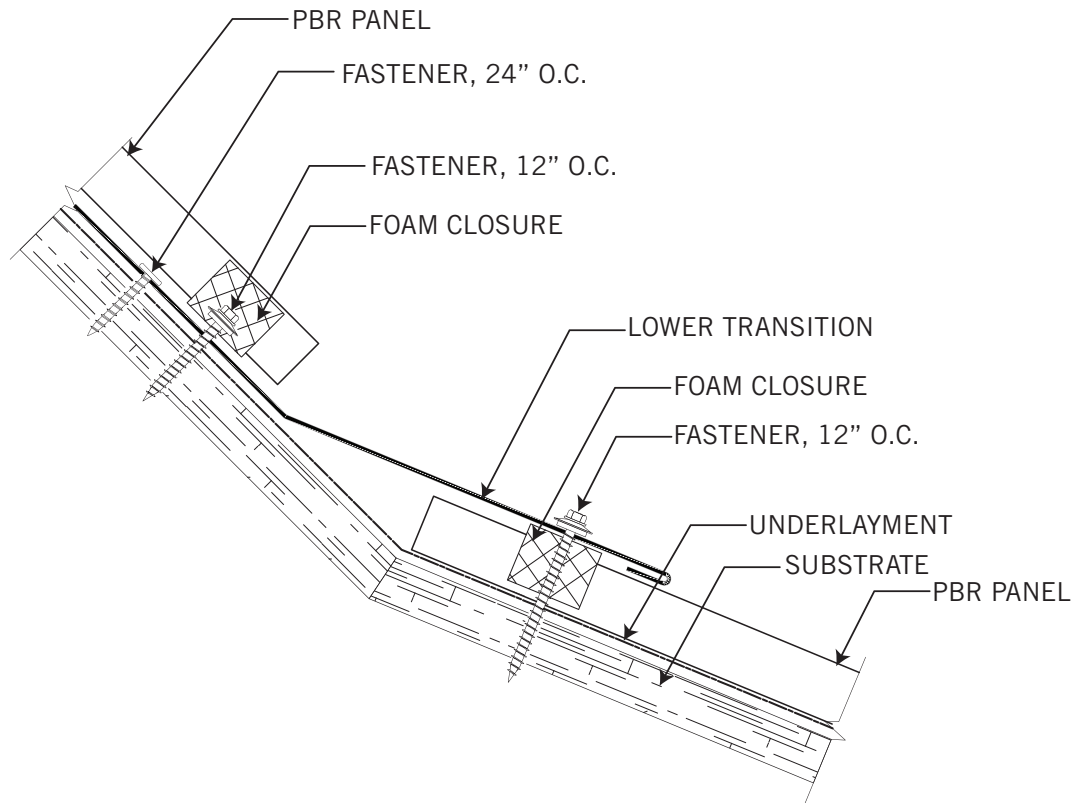 PBR PANEL
FASTENER, 24” O.C.
FASTENER, 12” O.C.
FOAM CLOSURE
LOWER TRANSITION
FOAM CLOSURE
FASTENER, 12” O.C.
UNDERLAYMENT
SUBSTRATE
PBR PANEL